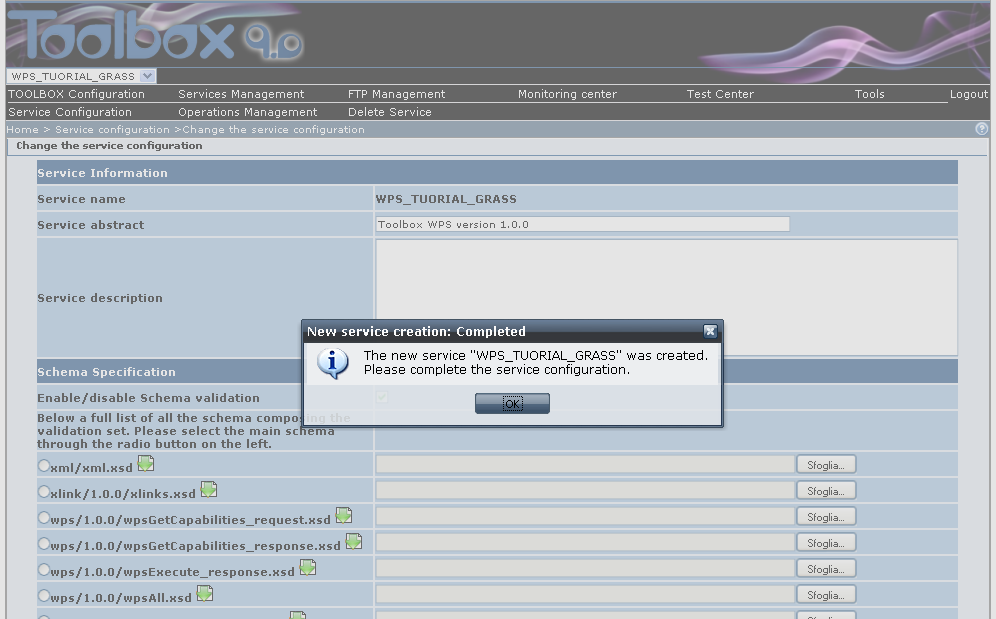 Toolbox 9.0
WPS_TUORIAL_GRASS
TOOLBOX Configuration Services Management FTP Management Monitoring center Test Center Tools Logout
Service Configuration Operations Management Delete Service
Home > Service configuration >Change the service configuration ?
Change the service configuration
Service Information
Service name WPS_TUORIAL_GRASS
Service abstract Toolbox WPS version 1.0.0
Service description
New service creation: Completed
The new service "WPS_TUORIAL_GRASS" was created.
Please complete the service configuration.
OK
Schema Specification
Enable/disable Schema validation
Below a full list of all the schema composing the
validation set. Please select the main schema
through the radio button on the left.
xml/xml.xsd Sfoglia...
xlink/1.0.0/xlinks.xsd Sfoglia...
wps/1.0.0/wpsGetCapabilities_request.xsd Sfoglia...
wps/1.0.0/wpsGetCapabilities_response.xsd Sfoglia...
wps/1.0.0/wpsExecute_response.xsd Sfoglia...
wps/1.0.0/wpsAll.xsd Sfoglia...